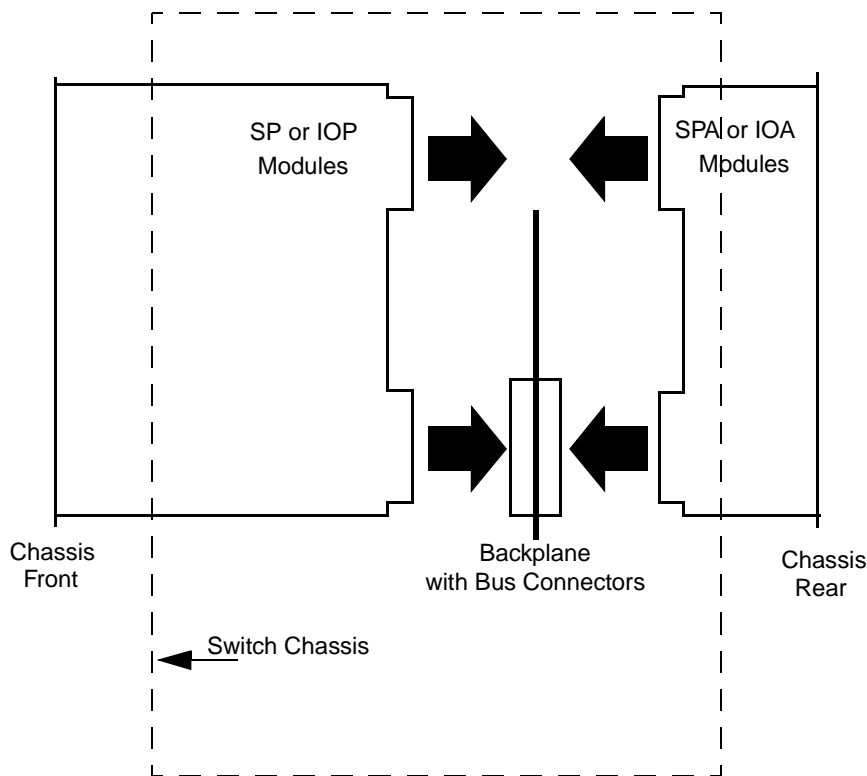 SP or IOP
Modules
SPA or IOA
Modules
Chassis
Front
Backplane
with Bus Connectors
Chassis
Rear
Switch Chassis